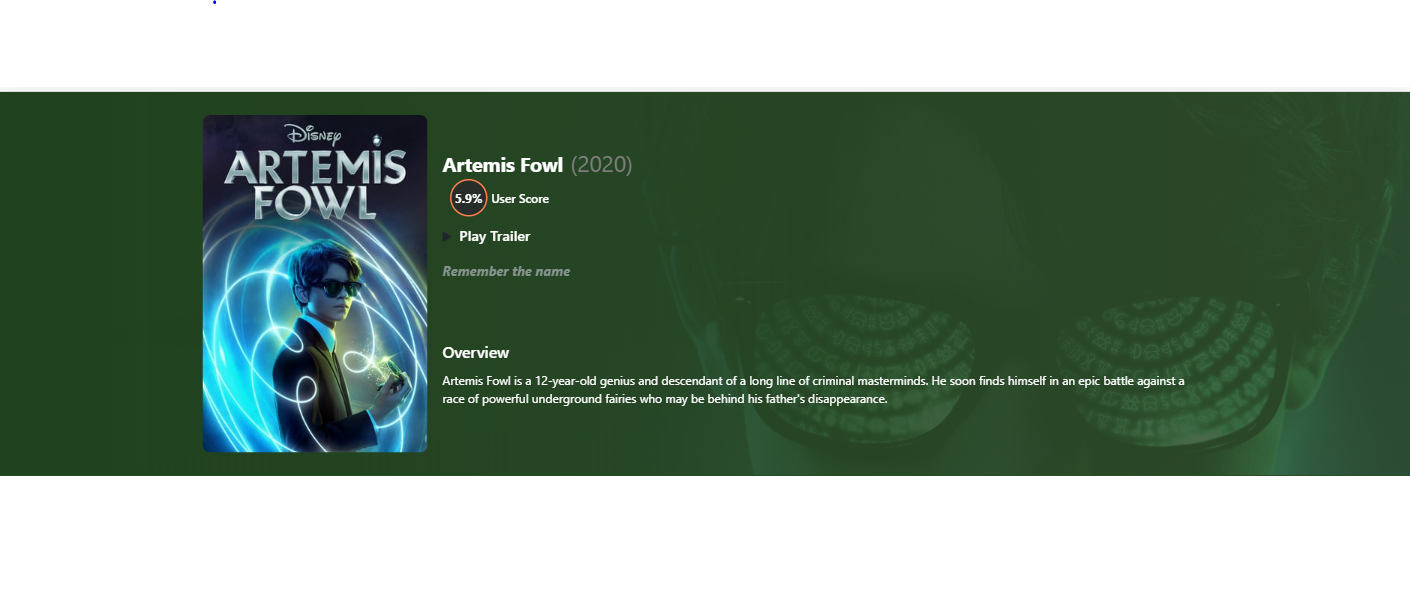 Disney
ARTEMIS
FOWL
Artemis Fowl (2020)
5.9% User Score
Play Trailer
Remember the name
Overview
Artemis Fowl is a 12-year-old genius and descendant of a long line of criminal masterminds. He soon finds himself in an epic battle against a
race of powerful underground fairies who may be behind his father's disappearance.